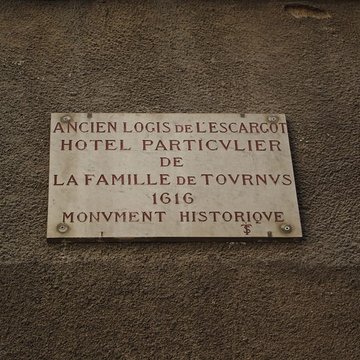 ANCIEN LOGIS DE L'ESCARGOT
HOTEL PARTICVLIER
DE
LA FAMILLE DE TOVRNVS
1616
MONVMENT HISTORIQVE